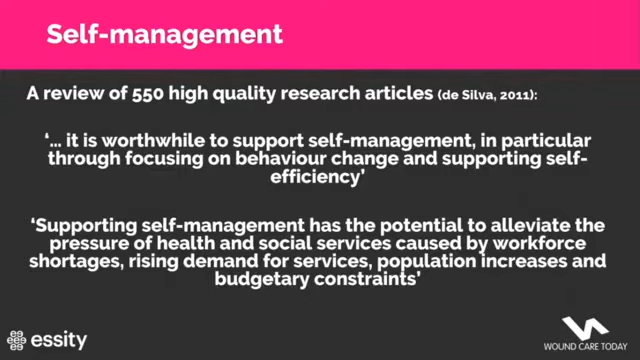 Self-management
A review of 550 high quality research articles (de Silva, 2011):
‘... it is worthwhile to support self-management, in particular
through focusing on behaviour change and supporting self-
efficiency’
‘Supporting self-management has the potential to alleviate the
pressure of health and social services caused by workforce
shortages, rising demand for services, population increases and
budgetary constraints’
essity
WOUND CARE TODAY